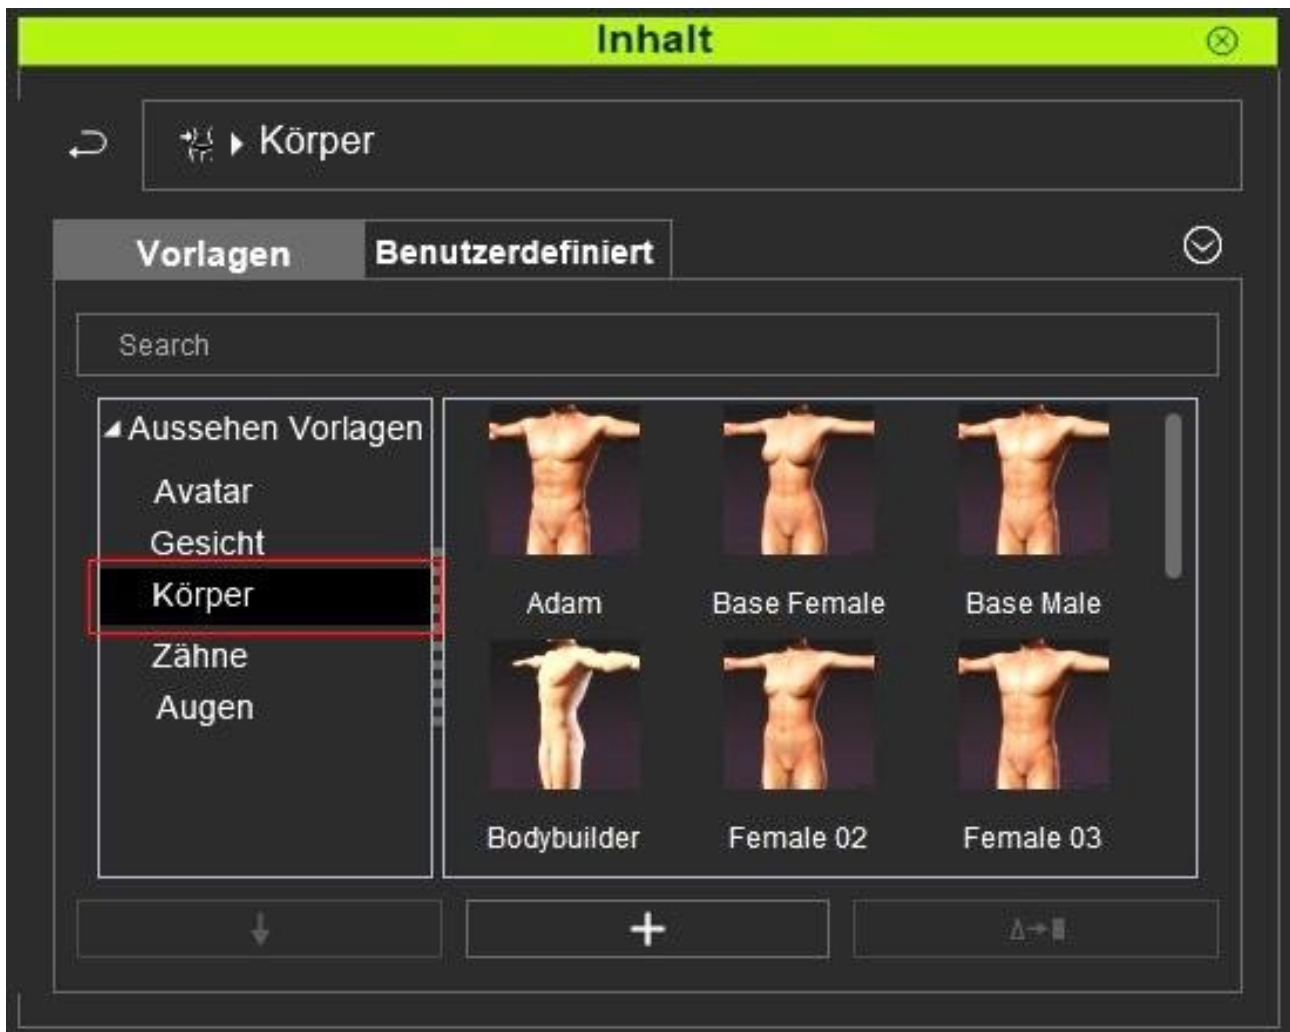 Inhalt
Körper
Vorlagen
Benutzerdefiniert
Search
Aussehen Vorlagen
Avatar
Gesicht
Körper
Zähne
Augen
Adam
Base Female
Base Male
Bodybuilder
Female 02
Female 03